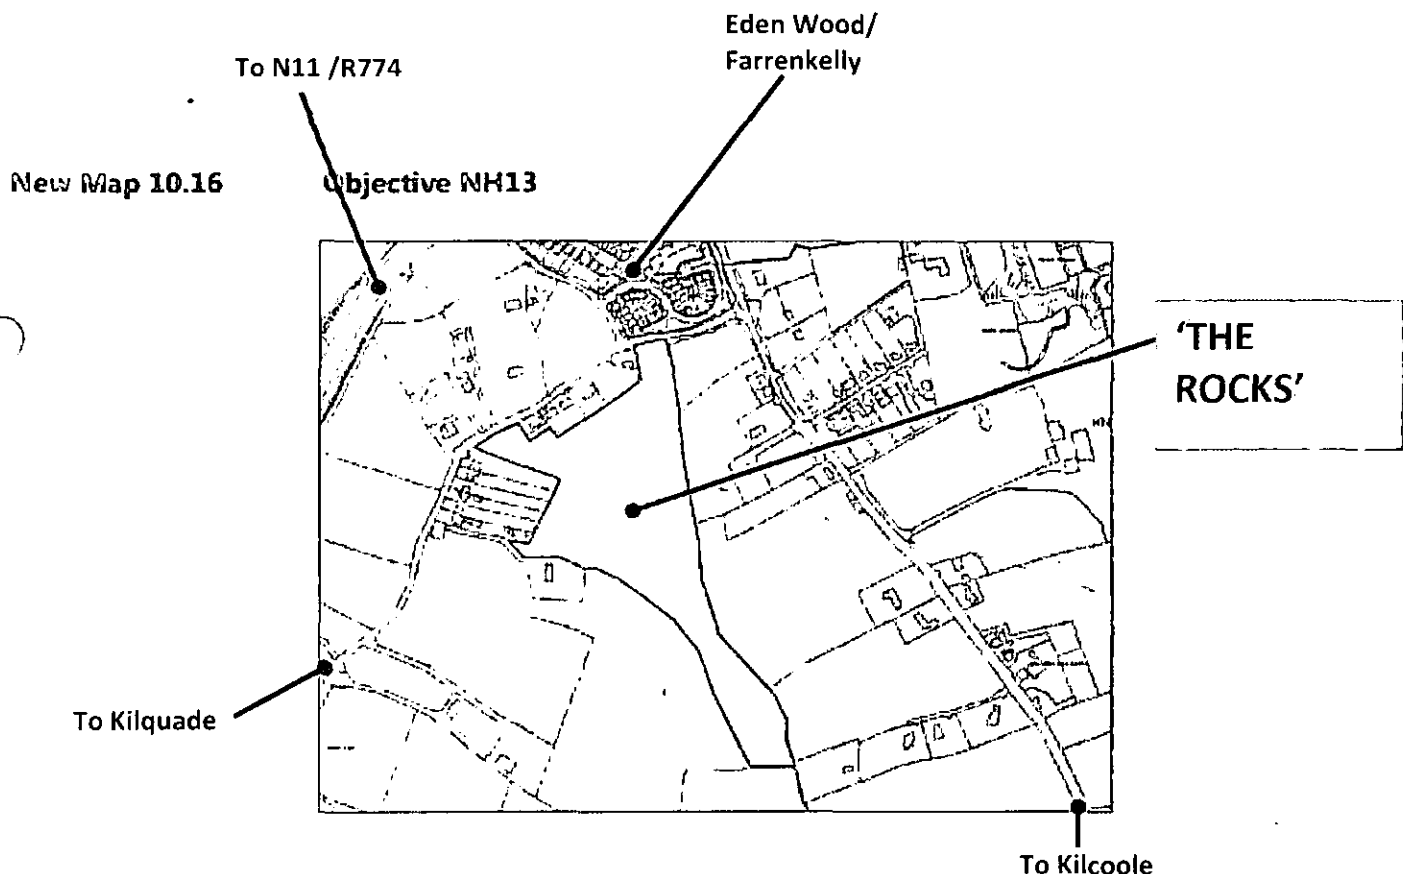 Eden Wood/
Farrenkelly
To N11 /R774
New Map 10.16 Objective NH13
'THE
ROCKS'
To Kilquade
To Kilcoole